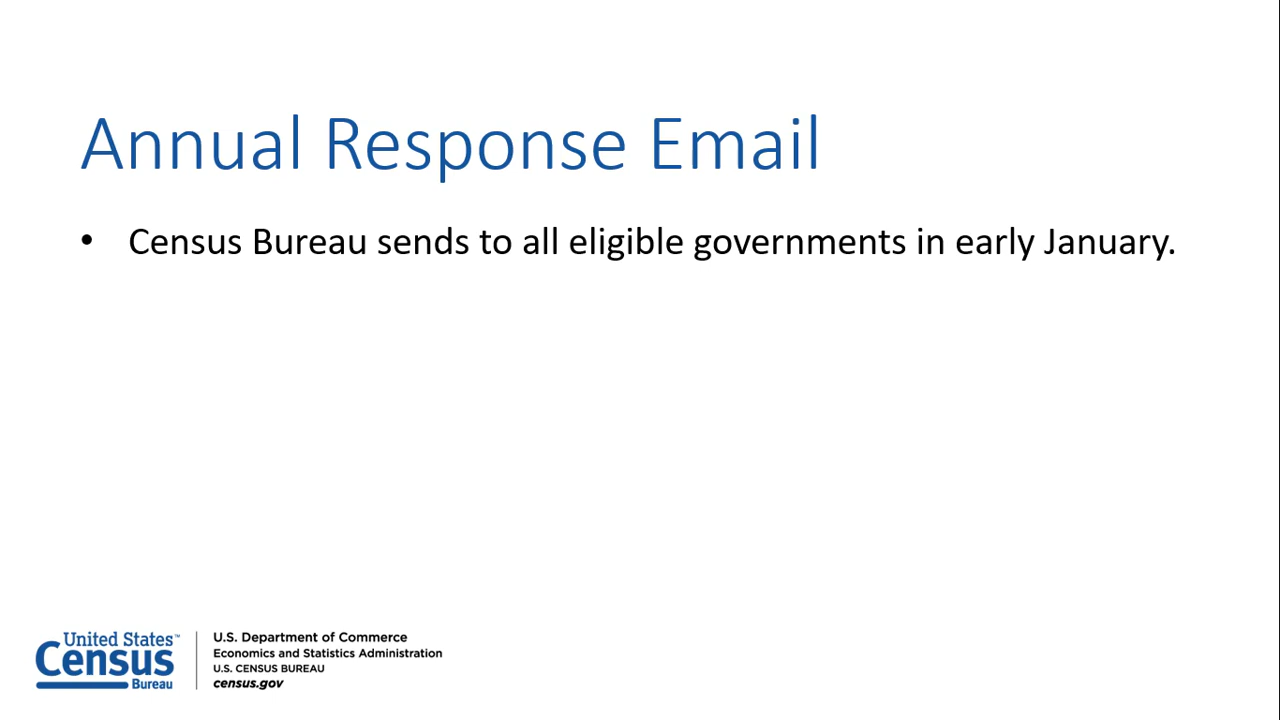 Annual Response Email
• Census Bureau sends to all eligible governments in early January.
United States™
Census
Bureau
U.S. Department of Commerce
Economics and Statistics Administration
U.S. CENSUS BUREAU
census.gov